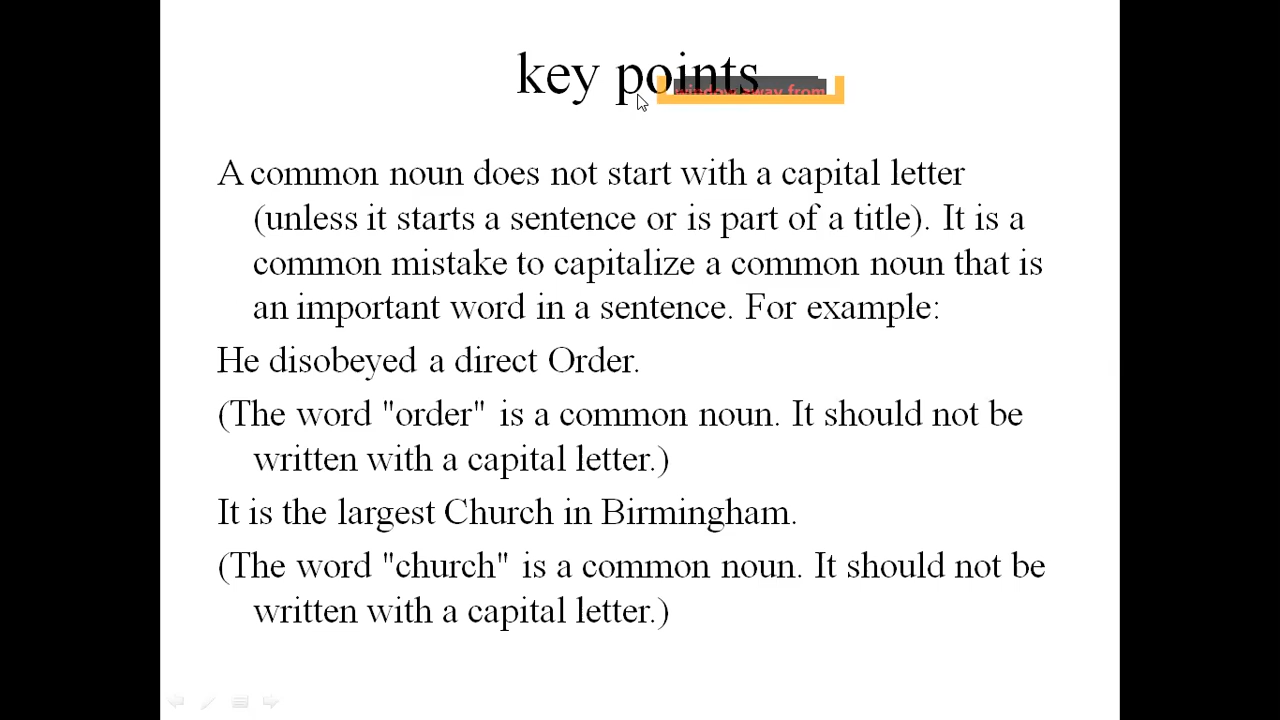 key points
window away from
A common noun does not start with a capital letter
(unless it starts a sentence or is part of a title). It is a
common mistake to capitalize a common noun that is
an important word in a sentence. For example:
He disobeyed a direct Order.
(The word "order" is a common noun. It should not be
written with a capital letter.)
It is the largest Church in Birmingham.
(The word "church" is a common noun. It should not be
written with a capital letter.)